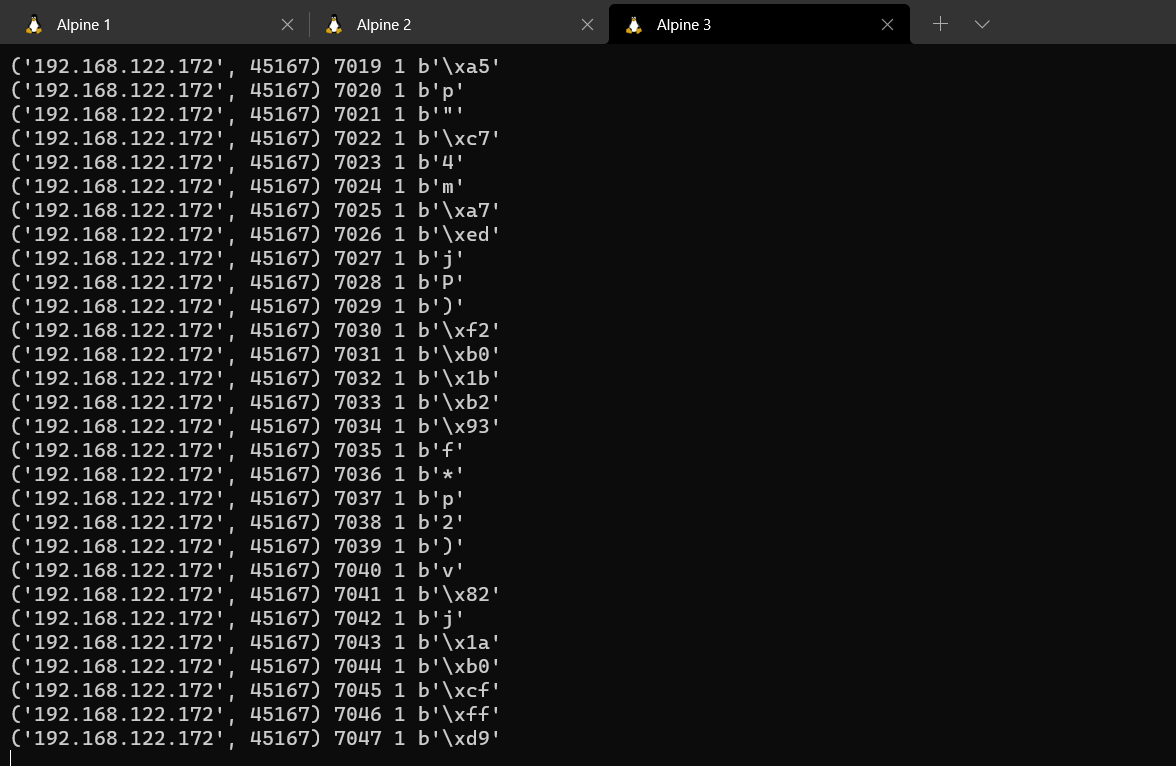 Alpine 1
Alpine 2
Alpine 3
('192.168.122.172', 45167) 7019 1 b'\xa5'
('192.168.122.172', 45167) 7020 1 b'p'
('192.168.122.172', 45167) 7021 1 b'"'
('192.168.122.172', 45167) 7022 1 b'\xc7'
('192.168.122.172', 45167) 7023 1 b'4'
('192.168.122.172', 45167) 7024 1 b'm'
('192.168.122.172', 45167) 7025 1 b'\xa7'
('192.168.122.172', 45167) 7026 1 b'\xed'
('192.168.122.172', 45167) 7027 1 b'j'
('192.168.122.172', 45167) 7028 1 b'P'
('192.168.122.172', 45167) 7029 1 b')'
('192.168.122.172', 45167) 7030 1 b'\xf2'
('192.168.122.172', 45167) 7031 1 b'\xb0'
('192.168.122.172', 45167) 7032 1 b'\x1b'
('192.168.122.172', 45167) 7033 1 b'\xb2'
('192.168.122.172', 45167) 7034 1 b'\x93'
('192.168.122.172', 45167) 7035 1 b'f'
('192.168.122.172', 45167) 7036 1 b'*'
('192.168.122.172', 45167) 7037 1 b'p'
('192.168.122.172', 45167) 7038 1 b'2'
('192.168.122.172', 45167) 7039 1 b')'
('192.168.122.172', 45167) 7040 1 b'v'
('192.168.122.172', 45167) 7041 1 b'\x82'
('192.168.122.172', 45167) 7042 1 b'j'
('192.168.122.172', 45167) 7043 1 b'\x1a'
('192.168.122.172', 45167) 7044 1 b'\xb0'
('192.168.122.172', 45167) 7045 1 b'\xcf'
('192.168.122.172', 45167) 7046 1 b'\xff'
('192.168.122.172', 45167) 7047 1 b'\xd9'